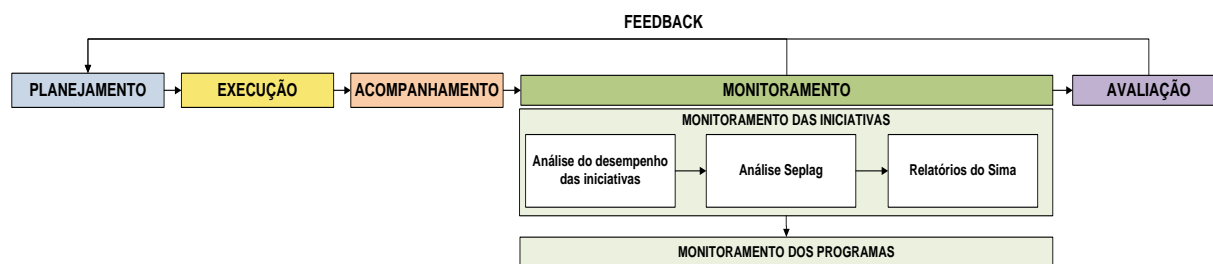 FEEDBACK
PLANEJAMENTO
EXECUÇÃO
ACOMPANHAMENTO
MONITORAMENTO
AVALIAÇÃO
MONITORAMENTO DAS INICIATIVAS
Análise do desempenho
das iniciativas
Análise Seplag
Relatórios do Sima
MONITORAMENTO DOS PROGRAMAS